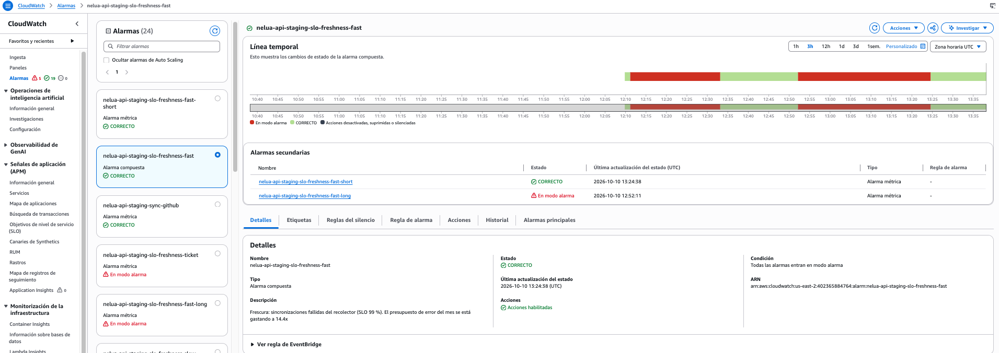 CloudWatch > Alarmas > nelua-api-staging-slo-freshness-fast
CloudWatch
Favoritos y recientes
Ingesta
Paneles
Alarmas 5 19 0
Operaciones de
inteligencia artificial
Información general
Investigaciones
Configuración
Observabilidad de
GenAI
Señales de aplicación
(APM)
Información general
Servicios
Mapa de aplicaciones
Búsqueda de transacciones
Objetivos de nivel de servicio
(SLO)
Canaries de Synthetics
RUM
Rastros
Mapa de registros de
seguimiento
Application Insights 0
Monitorización de la
infraestructura
Container Insights
Información sobre bases de
datos
Lambda Insights
Alarmas (24)
Filtrar alarmas
Ocultar alarmas de Auto Scaling
1
nelua-api-staging-slo-freshness-fast-
short
Alarma métrica
CORRECTO
nelua-api-staging-slo-freshness-fast
Alarma compuesta
CORRECTO
nelua-api-staging-sync-github
Alarma métrica
CORRECTO
nelua-api-staging-slo-freshness-ticket
Alarma métrica
En modo alarma
nelua-api-staging-slo-freshness-fast-long
Alarma métrica
En modo alarma
nelua-api-staging-slo-freshness-fast
Acciones
Investigar
Línea temporal
1h 3h 12h 1d 3d 1sem. Personalizado
Zona horaria UTC
Esto muestra los cambios de estado de la alarma compuesta.
10:40 10:45 10:50 10:55 11:00 11:05 11:10 11:15 11:20 11:25 11:30 11:35 11:40 11:45 11:50 11:55 12:00 12:05 12:10 12:15 12:20 12:25 12:30 12:35 12:40 12:45 12:50 12:55 13:00 13:05 13:10 13:15 13:20 13:25 13:30 13:35
10:40 10:45 10:50 10:55 11:00 11:05 11:10 11:15 11:20 11:25 11:30 11:35 11:40 11:45 11:50 11:55 12:00 12:05 12:10 12:15 12:20 12:25 12:30 12:35 12:40 12:45 12:50 12:55 13:00 13:05 13:10 13:15 13:20 13:25 13:30 13:35
En modo alarma CORRECTO Acciones desactivadas, suprimidas o silenciadas
Alarmas secundarias
Nombre Estado Última actualización del estado (UTC) Tipo Regla de alarma
nelua-api-staging-slo-freshness-fast-short CORRECTO 2026-10-10 13:24:38 Alarma métrica -
nelua-api-staging-slo-freshness-fast-long En modo alarma 2026-10-10 12:52:11 Alarma métrica -
Detalles Etiquetas Reglas del silencio Regla de alarma Acciones Historial Alarmas principales
Detalles
Nombre
nelua-api-staging-slo-freshness-fast
Tipo
Alarma compuesta
Descripción
Frescura: sincronizaciones fallidas del recolector (SLO 99 %). El presupuesto de error del mes se está
gastando a 14.4x
Estado
CORRECTO
Última actualización del estado
2026-10-10 13:24:38 (UTC)
Acciones
Acciones habilitadas
Condición
Todas las alarmas entran en modo alarma
ARN
arn:aws:cloudwatch:us-east-2:402365884764:alarm:nelua-api-staging-slo-freshness-fast
Ver regla de EventBridge